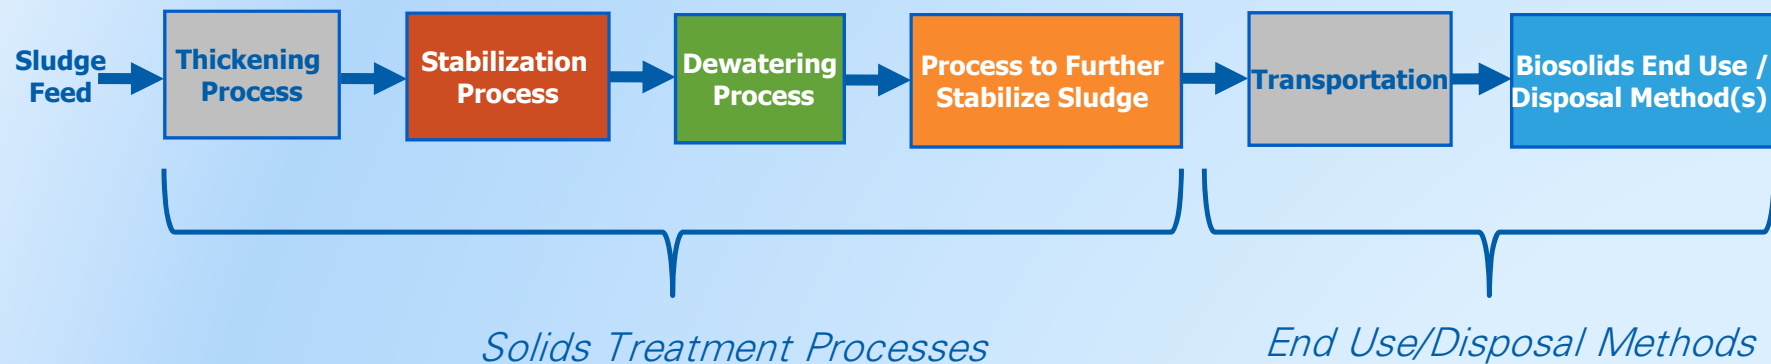 Sludge
Feed
Thickening
Process
Stabilization
Process
Dewatering
Process
Process to Further
Stabilize Sludge
Transportation
Biosolids End Use /
Disposal Method(s)
Solids Treatment Processes
End Use/Disposal Methods